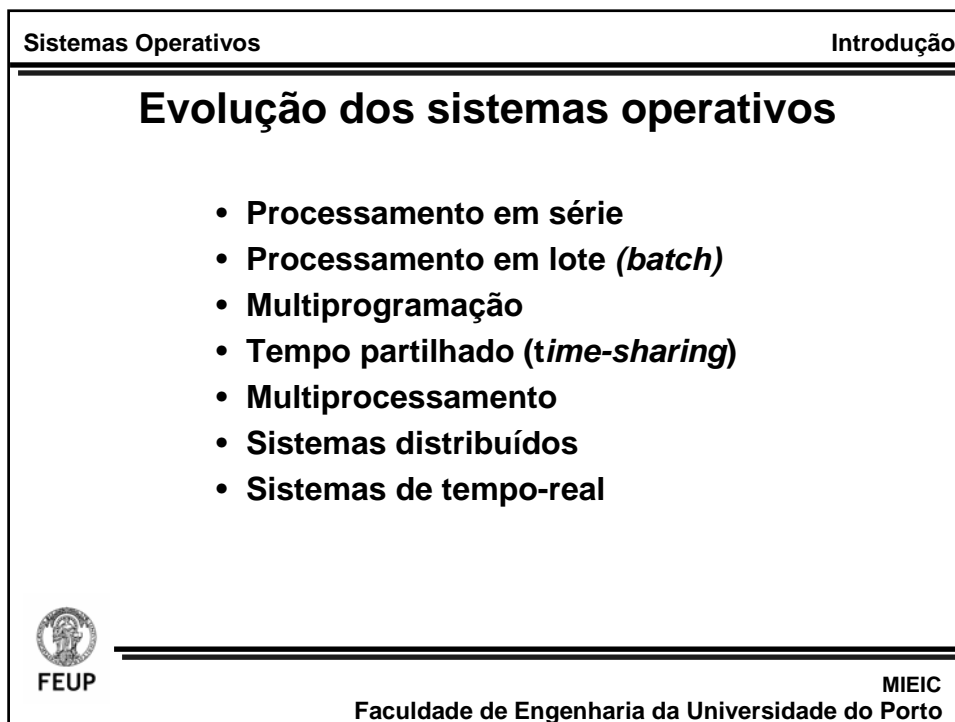 Sistemas Operativos Introdução
Evolução dos sistemas operativos
• Processamento em série
• Processamento em lote (batch)
• Multiprogramação
• Tempo partilhado (time-sharing)
• Multiprocessamento
• Sistemas distribuídos
• Sistemas de tempo-real
FEUP
MIEIC
Faculdade de Engenharia da Universidade do Porto